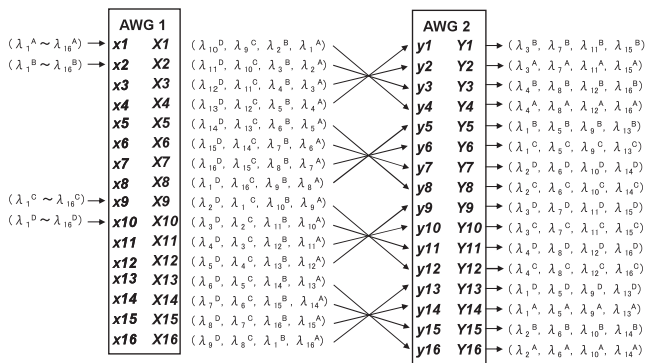 AWG 1 AWG 2
(λ₁ᴬ～λ₁₆ᴬ) x1 X1 (λ₁₀ᴰ, λ₉ᶜ, λ₂ᴮ, λ₁ᴬ) y1 Y1 (λ₃ᴮ, λ₇ᴮ, λ₁₁ᴮ, λ₁₅ᴮ)
(λ₁ᴮ～λ₁₆ᴮ) x2 X2 (λ₁₁ᴰ, λ₁₀ᶜ, λ₃ᴮ, λ₂ᴬ) y2 Y2 (λ₃ᴬ, λ₇ᴬ, λ₁₁ᴬ, λ₁₅ᴬ)
x3 X3 (λ₁₂ᴰ, λ₁₁ᶜ, λ₄ᴮ, λ₃ᴬ) y3 Y3 (λ₄ᴮ, λ₈ᴮ, λ₁₂ᴮ, λ₁₆ᴮ)
x4 X4 (λ₁₃ᴰ, λ₁₂ᶜ, λ₅ᴮ, λ₄ᴬ) y4 Y4 (λ₄ᴬ, λ₈ᴬ, λ₁₂ᴬ, λ₁₆ᴬ)
x5 X5 (λ₁₄ᴰ, λ₁₃ᶜ, λ₆ᴮ, λ₅ᴬ) y5 Y5 (λ₁ᴮ, λ₅ᴮ, λ₉ᴮ, λ₁₃ᴮ)
x6 X6 (λ₁₅ᴰ, λ₁₄ᶜ, λ₇ᴮ, λ₆ᴬ) y6 Y6 (λ₁ᶜ, λ₅ᶜ, λ₉ᶜ, λ₁₃ᶜ)
x7 X7 (λ₁₆ᴰ, λ₁₅ᶜ, λ₈ᴮ, λ₇ᴬ) y7 Y7 (λ₂ᴰ, λ₆ᴰ, λ₁₀ᴰ, λ₁₄ᴰ)
x8 X8 (λ₁ᴰ, λ₁₆ᶜ, λ₉ᴮ, λ₈ᴬ) y8 Y8 (λ₂ᶜ, λ₆ᶜ, λ₁₀ᶜ, λ₁₄ᶜ)
(λ₁ᶜ～λ₁₆ᶜ) x9 X9 (λ₂ᴰ, λ₁ᶜ, λ₁₀ᴮ, λ₉ᴬ) y9 Y9 (λ₃ᴰ, λ₇ᴰ, λ₁₁ᴰ, λ₁₅ᴰ)
(λ₁ᴰ～λ₁₆ᴰ) x10 X10 (λ₃ᴰ, λ₂ᶜ, λ₁₁ᴮ, λ₁₀ᴬ) y10 Y10 (λ₃ᶜ, λ₇ᶜ, λ₁₁ᶜ, λ₁₅ᶜ)
x11 X11 (λ₄ᴰ, λ₃ᶜ, λ₁₂ᴮ, λ₁₁ᴬ) y11 Y11 (λ₄ᴰ, λ₈ᴰ, λ₁₂ᴰ, λ₁₆ᴰ)
x12 X12 (λ₅ᴰ, λ₄ᶜ, λ₁₃ᴮ, λ₁₂ᴬ) y12 Y12 (λ₄ᶜ, λ₈ᶜ, λ₁₂ᶜ, λ₁₆ᶜ)
x13 X13 (λ₆ᴰ, λ₅ᶜ, λ₁₄ᴮ, λ₁₃ᴬ) y13 Y13 (λ₁ᴰ, λ₅ᴰ, λ₉ᴰ, λ₁₃ᴰ)
x14 X14 (λ₇ᴰ, λ₆ᶜ, λ₁₅ᴮ, λ₁₄ᴬ) y14 Y14 (λ₁ᴬ, λ₅ᴬ, λ₉ᴬ, λ₁₃ᴬ)
x15 X15 (λ₈ᴰ, λ₇ᶜ, λ₁₆ᴮ, λ₁₅ᴬ) y15 Y15 (λ₂ᴮ, λ₆ᴮ, λ₁₀ᴮ, λ₁₄ᴮ)
x16 X16 (λ₉ᴰ, λ₈ᶜ, λ₁ᴮ, λ₁₆ᴬ) y16 Y16 (λ₂ᴬ, λ₆ᴬ, λ₁₀ᴬ, λ₁₄ᴬ)